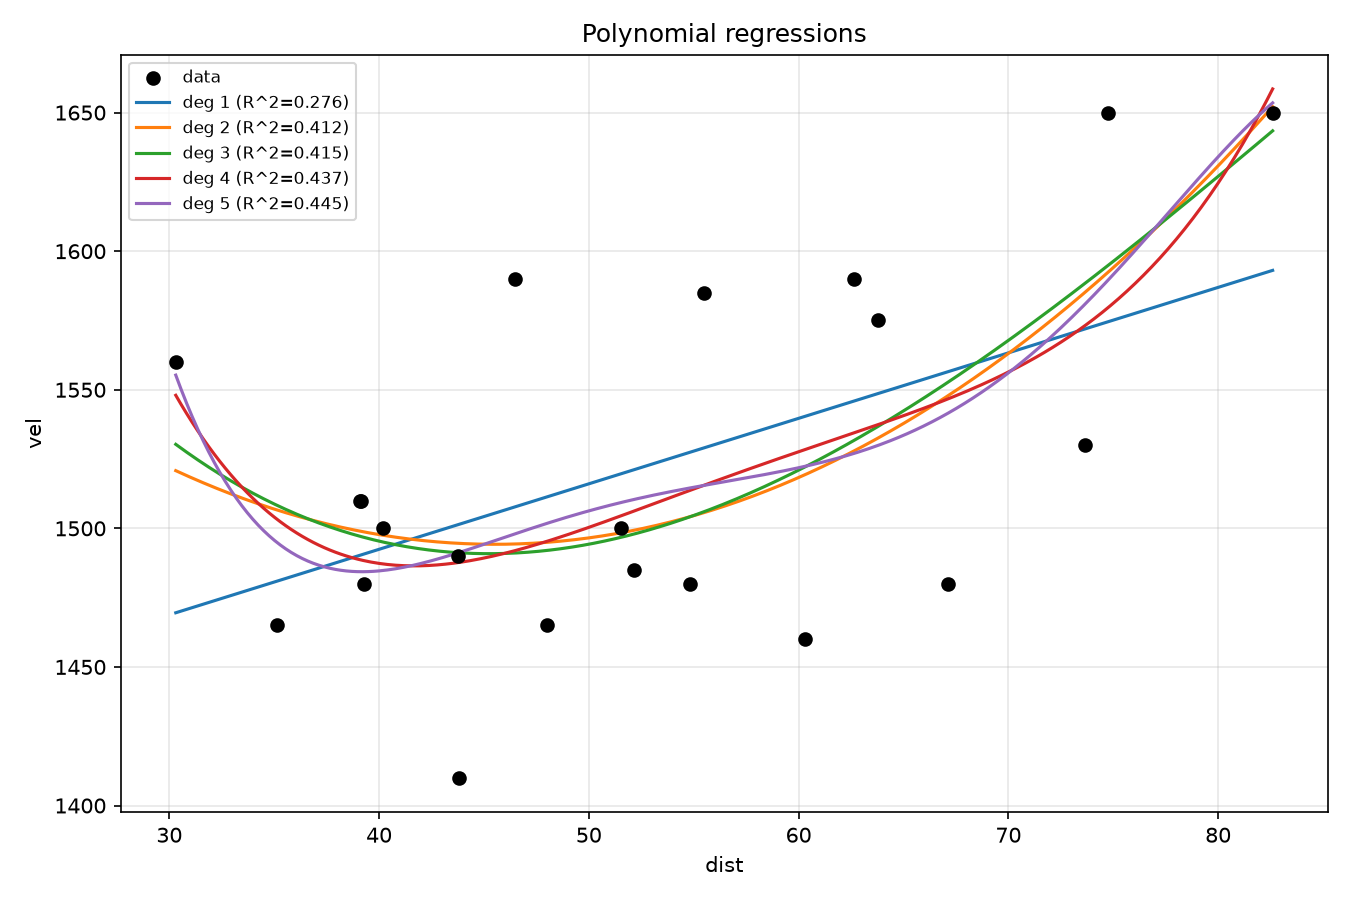 Polynomial regressions
data
deg 1 (R^2=0.276)
deg 2 (R^2=0.412)
deg 3 (R^2=0.415)
deg 4 (R^2=0.437)
deg 5 (R^2=0.445)
1650
1600
1550
1500
1450
1400
vel
30 40 50 60 70 80
dist